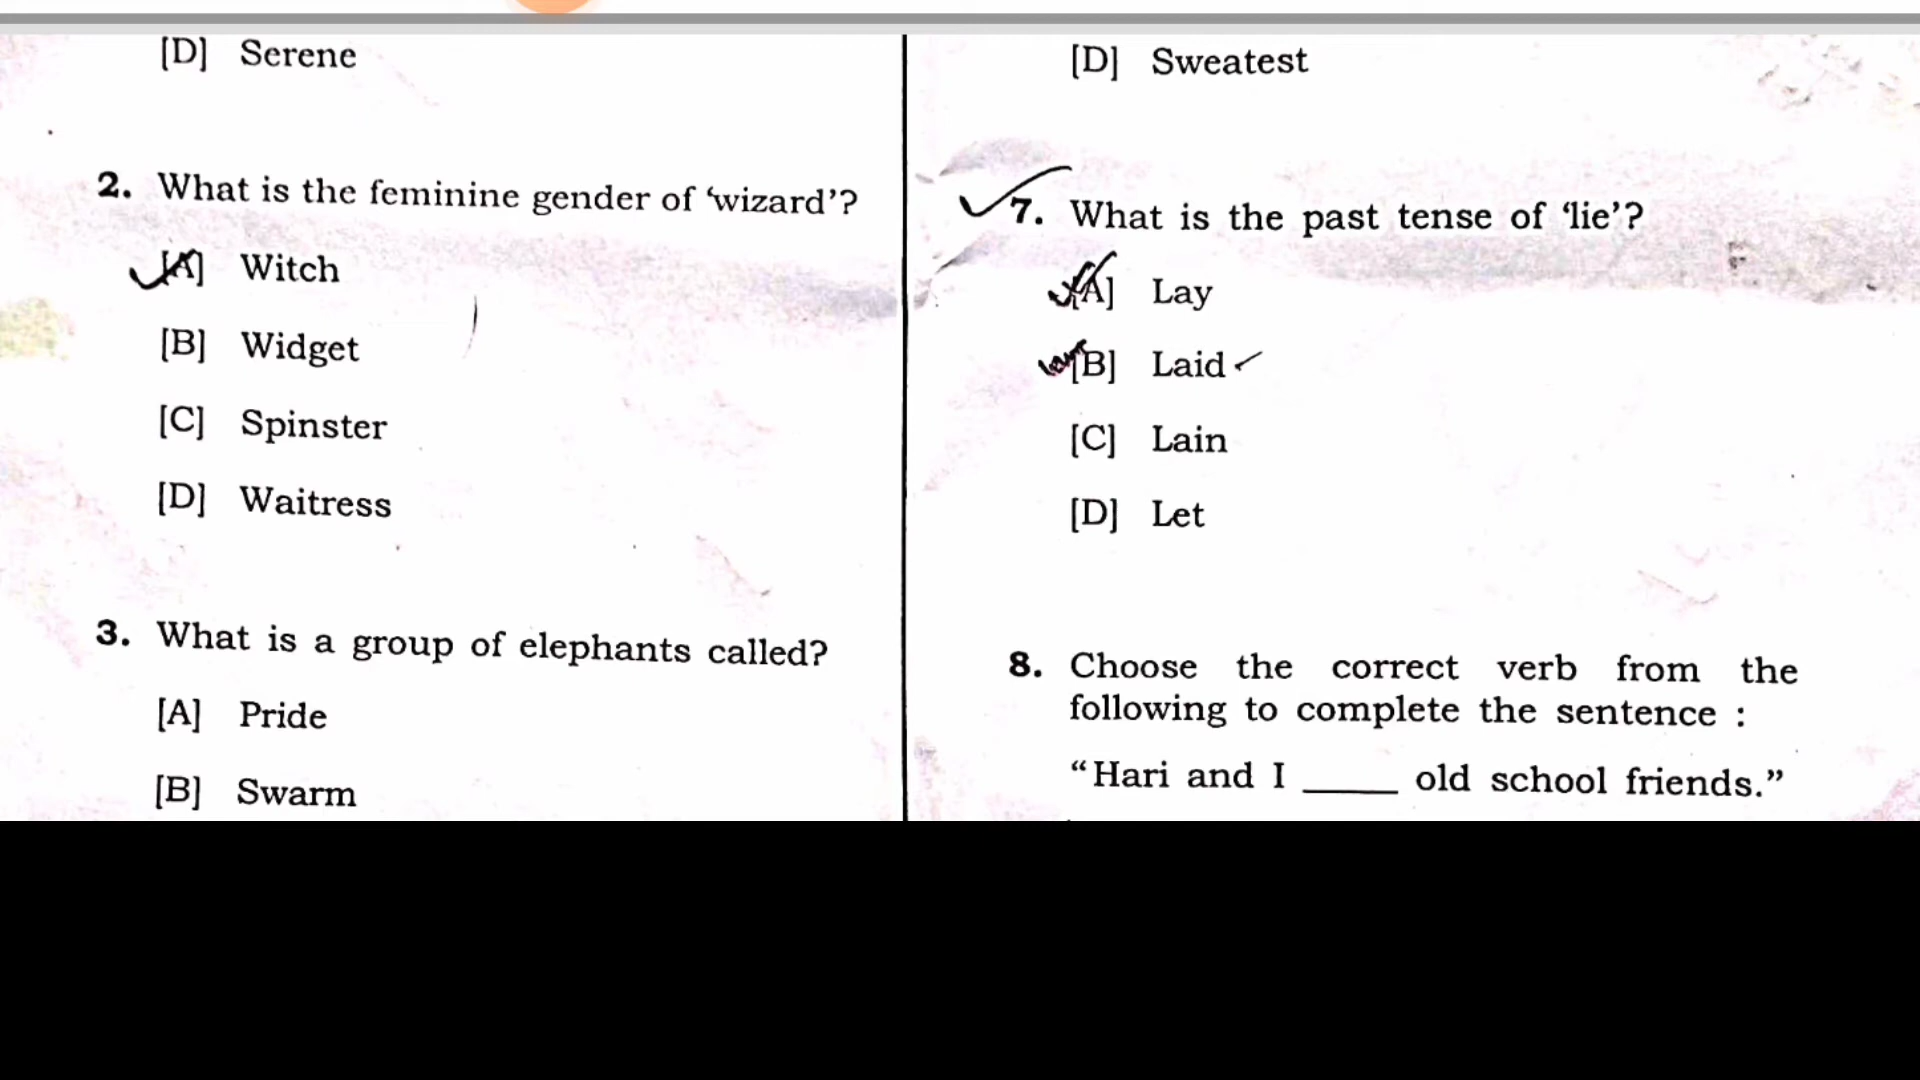 [D] Serene
2. What is the feminine gender of ‘wizard’?
[A] Witch
[B] Widget
[C] Spinster
[D] Waitress
3. What is a group of elephants called?
[A] Pride
[B] Swarm
[D] Sweatest
7. What is the past tense of ‘lie’?
[A] Lay
[B] Laid
[C] Lain
[D] Let
8. Choose the correct verb from the
following to complete the sentence :
“Hari and I _____ old school friends.”